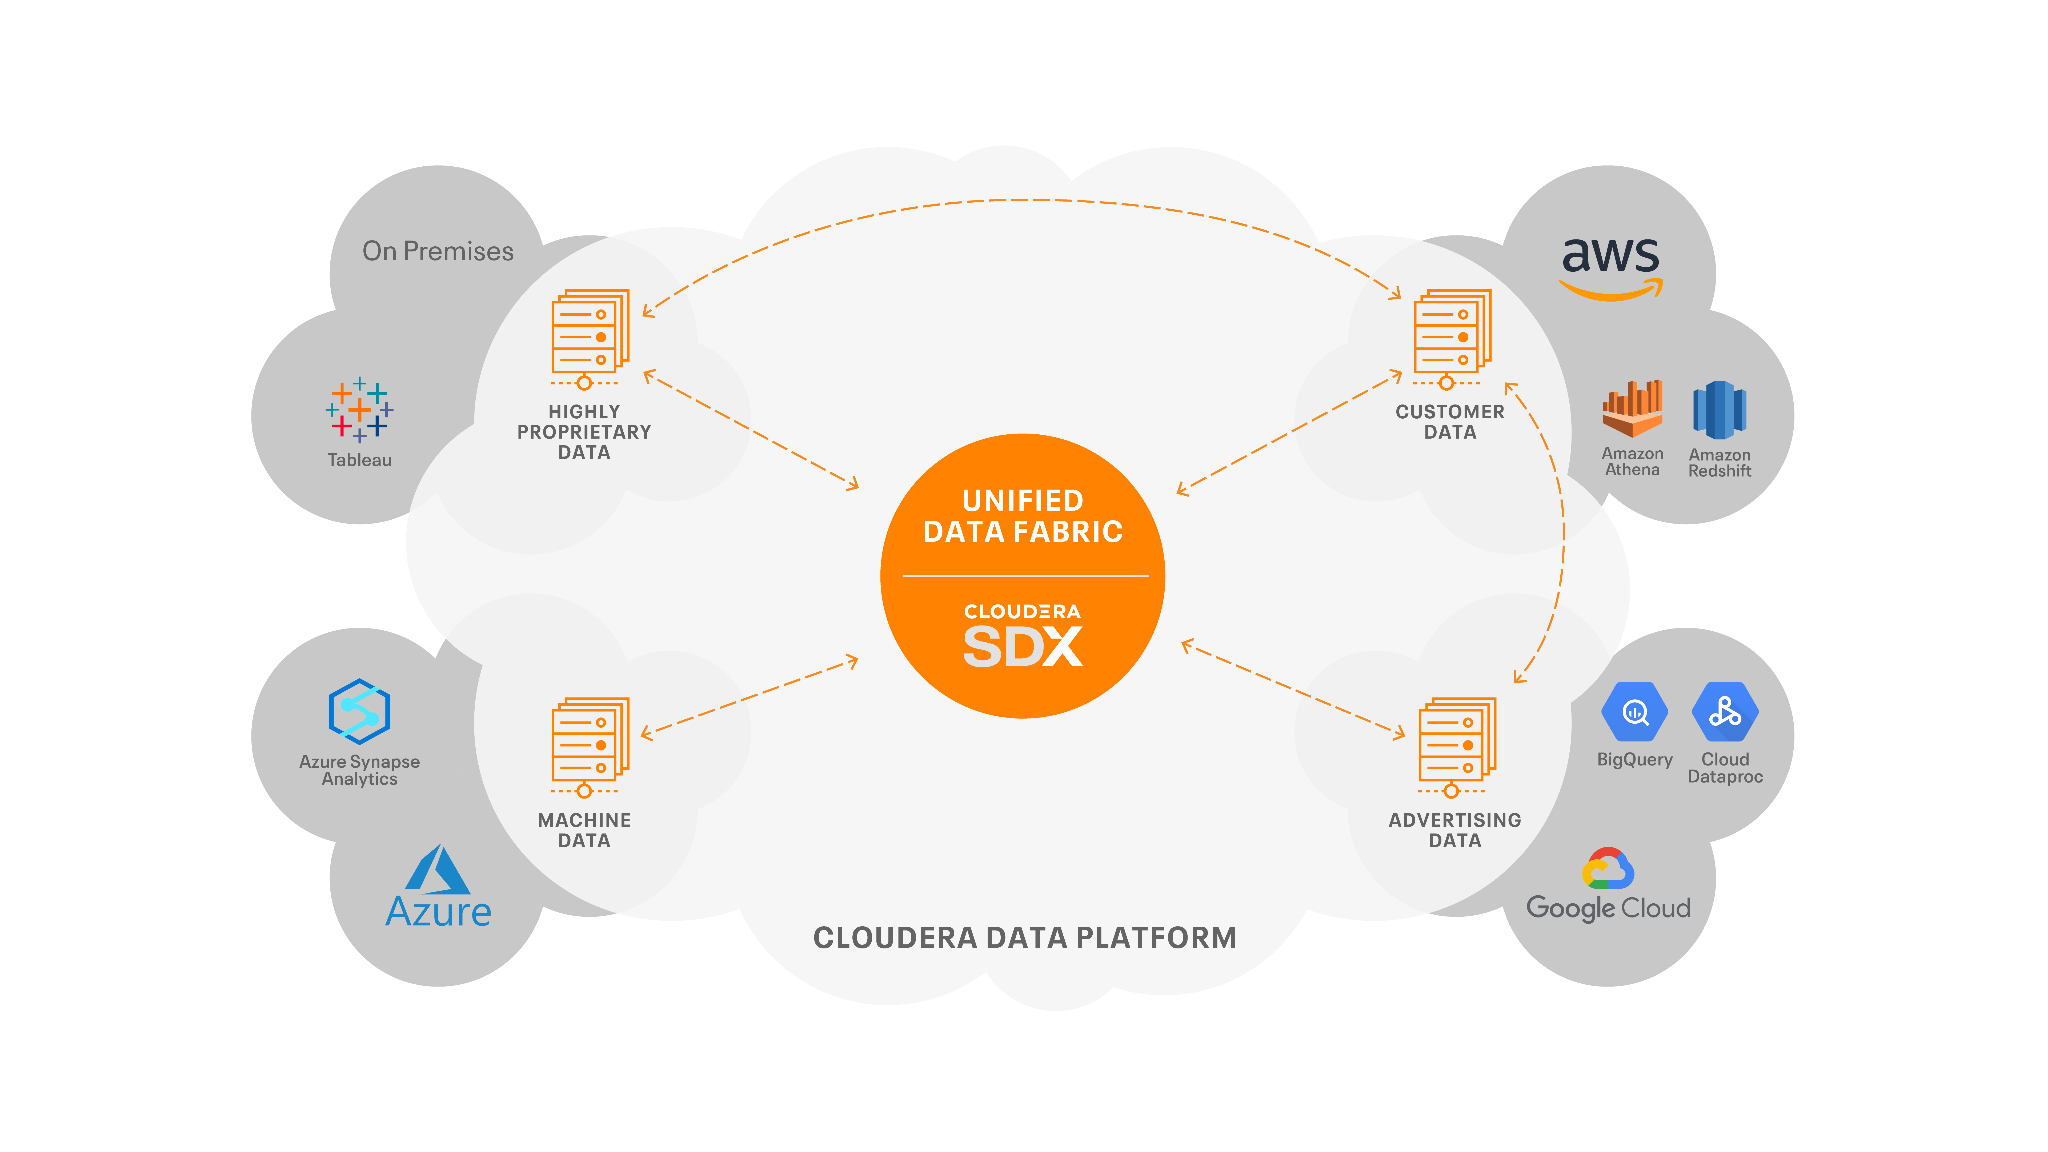 On Premises
Tableau
HIGHLY
PROPRIETARY
DATA
aws
Amazon
Athena
Amazon
Redshift
CUSTOMER
DATA
UNIFIED
DATA FABRIC
CLOUDERA
SDX
Azure Synapse
Analytics
Azure
MACHINE
DATA
BigQuery
Cloud
Dataproc
Google Cloud
ADVERTISING
DATA
CLOUDERA DATA PLATFORM